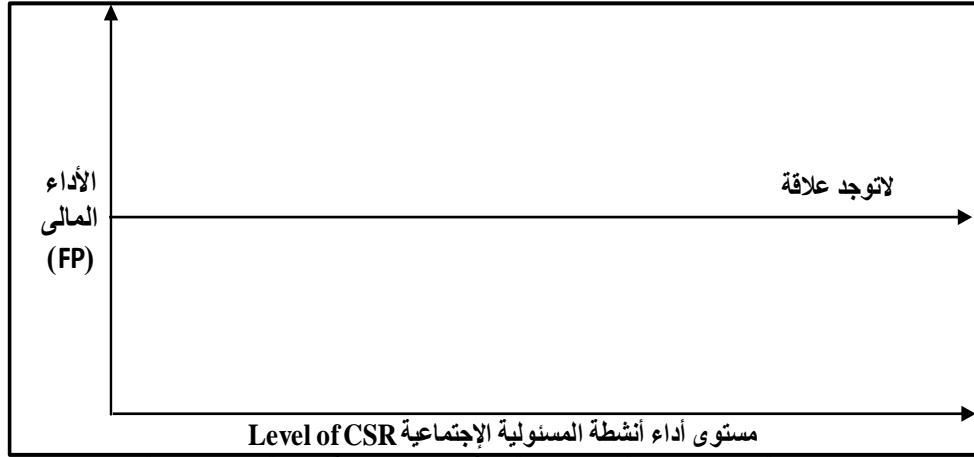 لاتوجد علاقة
الأداء
المالى
(FP)
مستوى أداء أنشطة المسئولية الإجتماعية Level of CSR